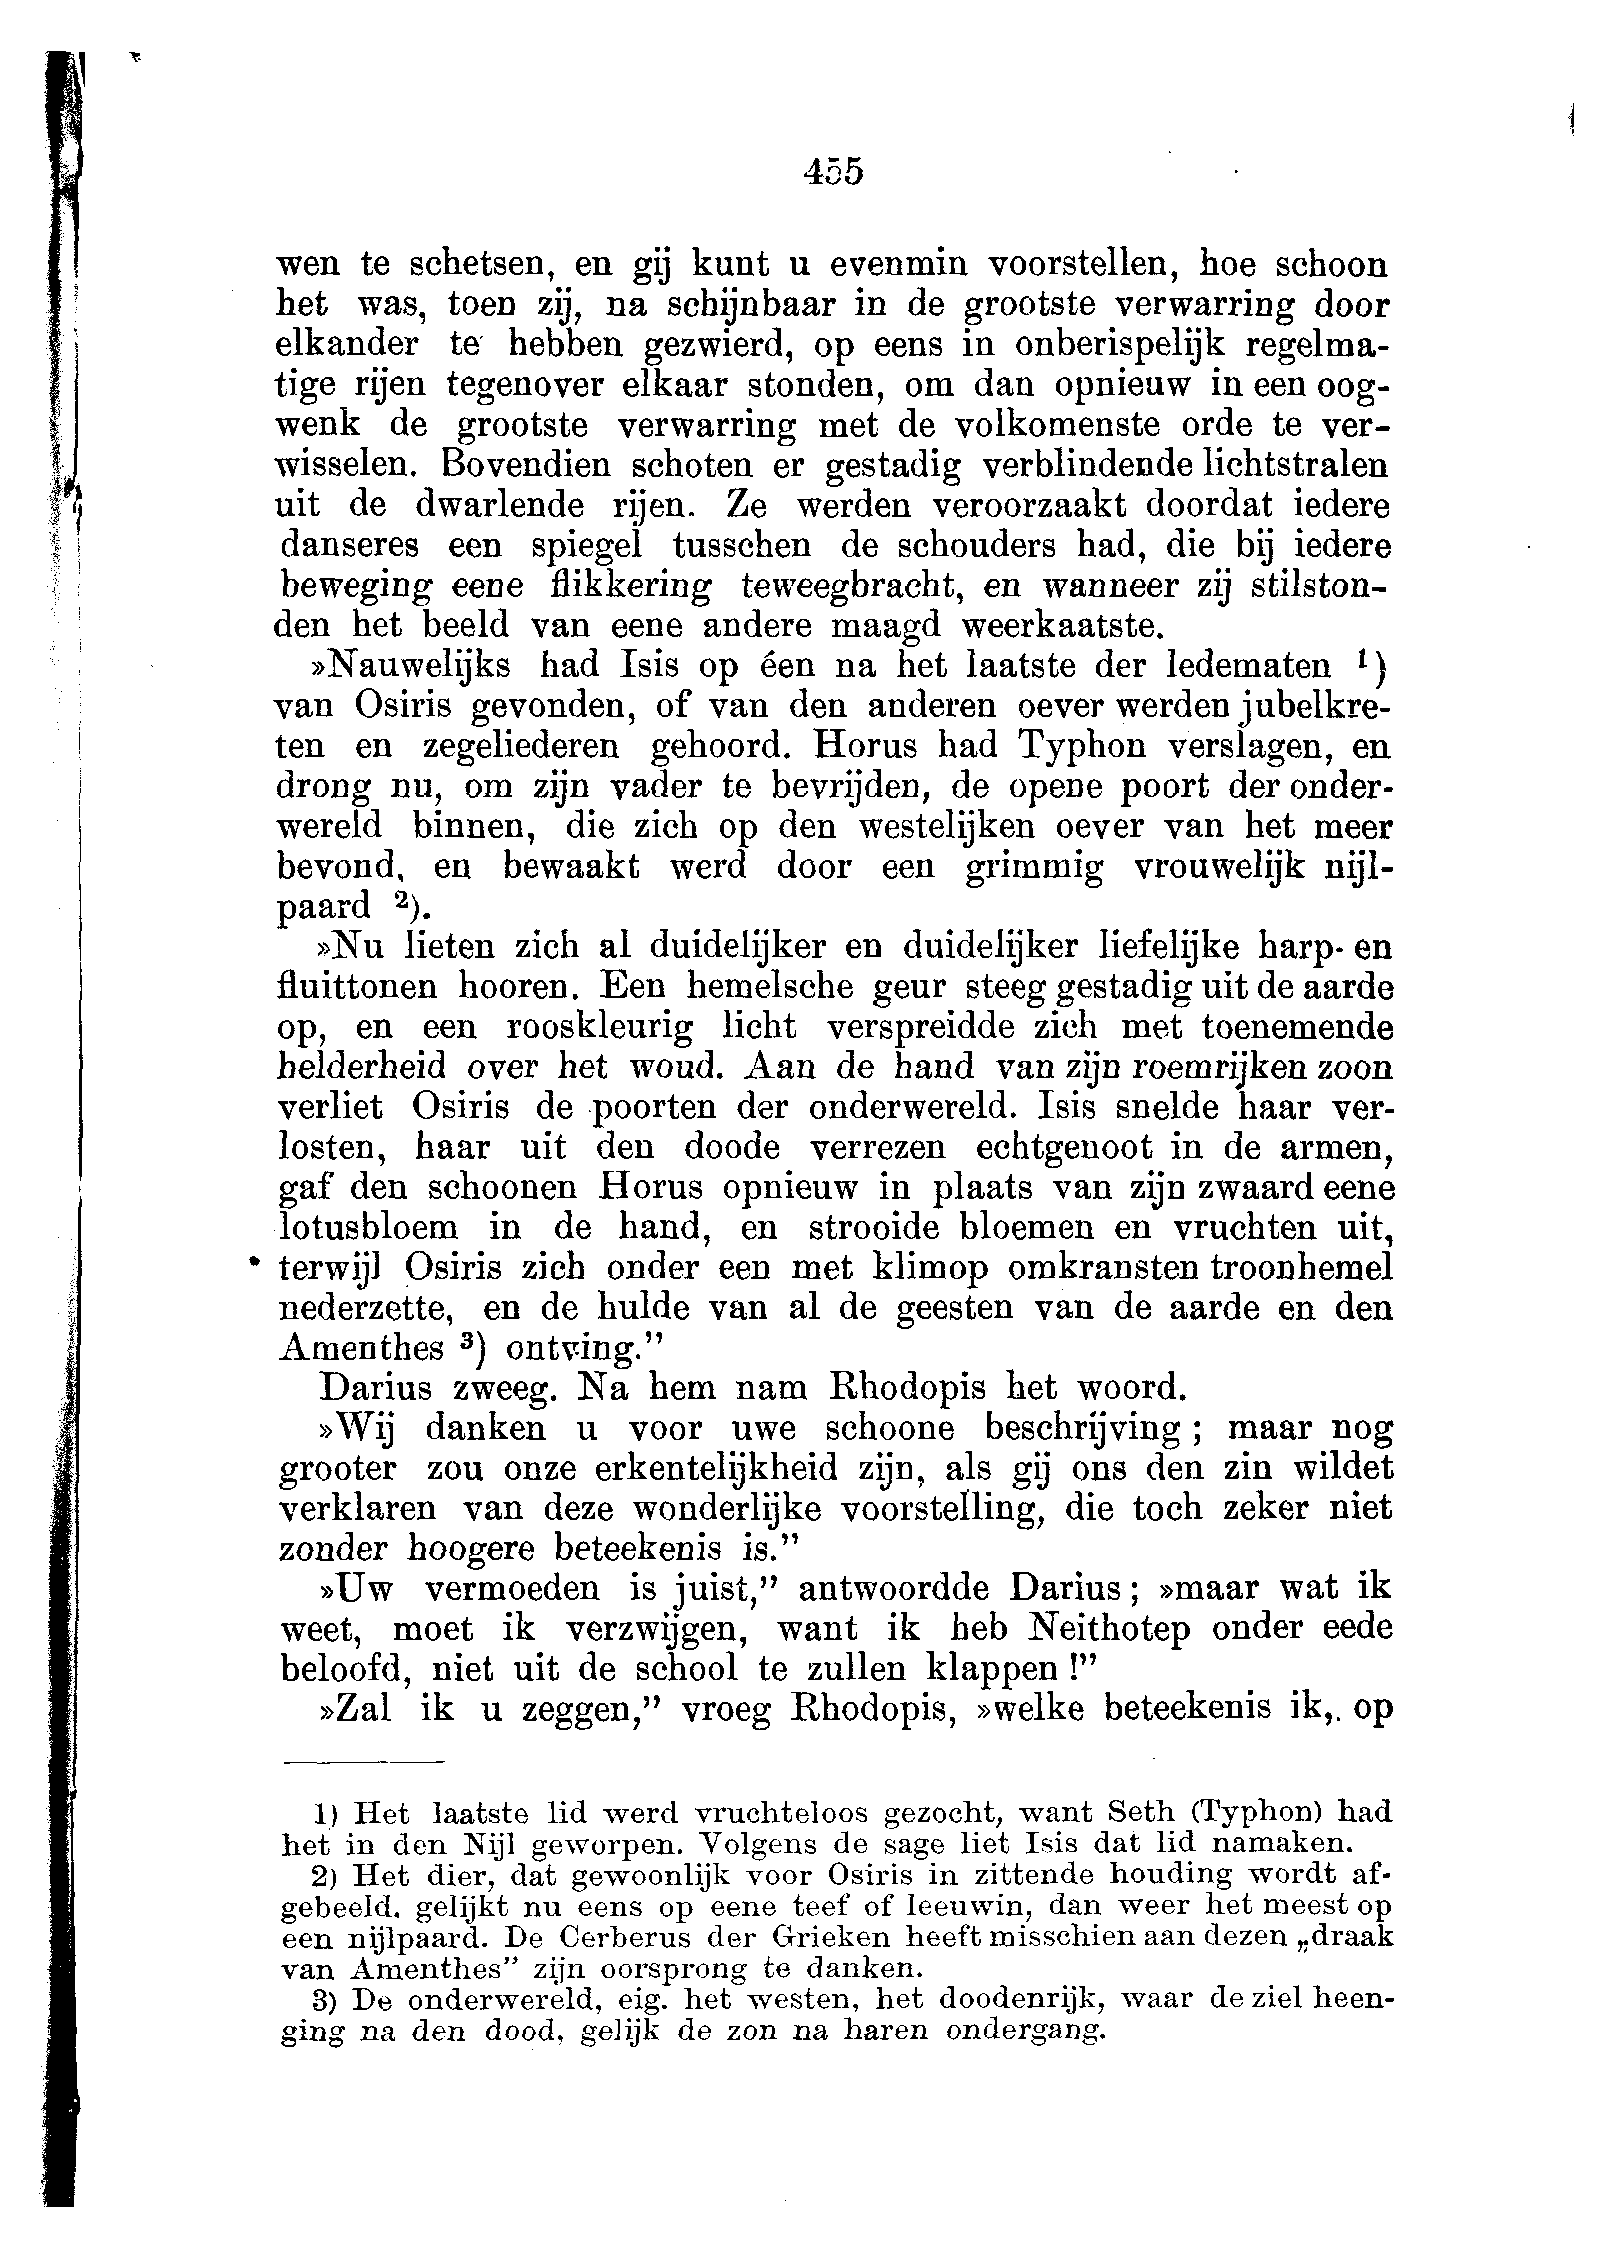 455
wen te schetsen, en gij kunt u evenmin voorstellen, hoe schoon
het was, toen zij, na schijnbaar in de grootste verwarring door
elkander te hebben gezwierd, op eens in onberispelijk regelma-
tige rijen tegenover elkaar stonden, om dan opnieuw in een oog-
wenk de grootste verwarring met de volkomenste orde te ver-
wisselen. Bovendien schoten er gestadig verblindende lichtstralen
uit de dwarlende rijen. Ze werden veroorzaakt doordat iedere
danseres een spiegel tusschen de schouders had, die bij iedere
beweging eene flikkering teweegbracht, en wanneer zij stilston-
den het beeld van eene andere maagd weerkaatste.
»Nauwelijks had Isis op één na het laatste der ledematen 1)
van Osiris gevonden, of van den anderen oever werden jubelkre-
ten en zegeliederen gehoord. Horus had Typhon verslagen, en
drong nu, om zijn vader te bevrijden, de opene poort der onder-
wereld binnen, die zich op den westelijken oever van het meer
bevond, en bewaakt werd door een grimmig vrouwelijk nijl-
paard 2).
»Nu lieten zich al duidelijker en duidelijker liefelijke harp- en
fluittonen hooren. Een hemelsche geur steeg gestadig uit de aarde
op, en een rooskleurig licht verspreidde zich met toenemende
helderheid over het woud. Aan de hand van zijn roemrijken zoon
verliet Osiris de poorten der onderwereld. Isis snelde haar ver-
losten, haar uit den doode verrezen echtgenoot in de armen,
gaf den schoonen Horus opnieuw in plaats van zijn zwaard eene
lotusbloem in de hand, en strooide bloemen en vruchten uit,
terwijl Osiris zich onder een met klimop omkransten troonhemel
nederzette, en de hulde van al de geesten van de aarde en den
Amenthes 3) ontving."
Darius zweeg. Na hem nam Rhodopis het woord.
»Wij danken u voor uwe schoone beschrijving; maar nog
grooter zou onze erkentelijkheid zijn, als gij ons den zin wildet
verklaren van deze wonderlijke voorstelling, die toch zeker niet
zonder hoogere beteekenis is."
»Uw vermoeden is juist," antwoordde Darius; »maar wat ik
weet, moet ik verzwijgen, want ik heb Neithotep onder eede
beloofd, niet uit de school te zullen klappen!"
»Zal ik u zeggen," vroeg Rhodopis, »welke beteekenis ik, op
1) Het laatste lid werd vruchteloos gezocht, want Seth (Typhon) had
het in den Nijl geworpen. Volgens de sage liet Isis dat lid namaken.
2) Het dier, dat gewoonlijk voor Osiris in zittende houding wordt af-
gebeeld, gelijkt nu eens op eene teef of leeuwin, dan weer het meest op
een nijlpaard. De Cerberus der Grieken heeft misschien aan dezen „draak
van Amenthes" zijn oorsprong te danken.
3) De onderwereld, eig. het westen, het doodenrijk, waar de ziel heen-
ging na den dood, gelijk de zon na haren ondergang.